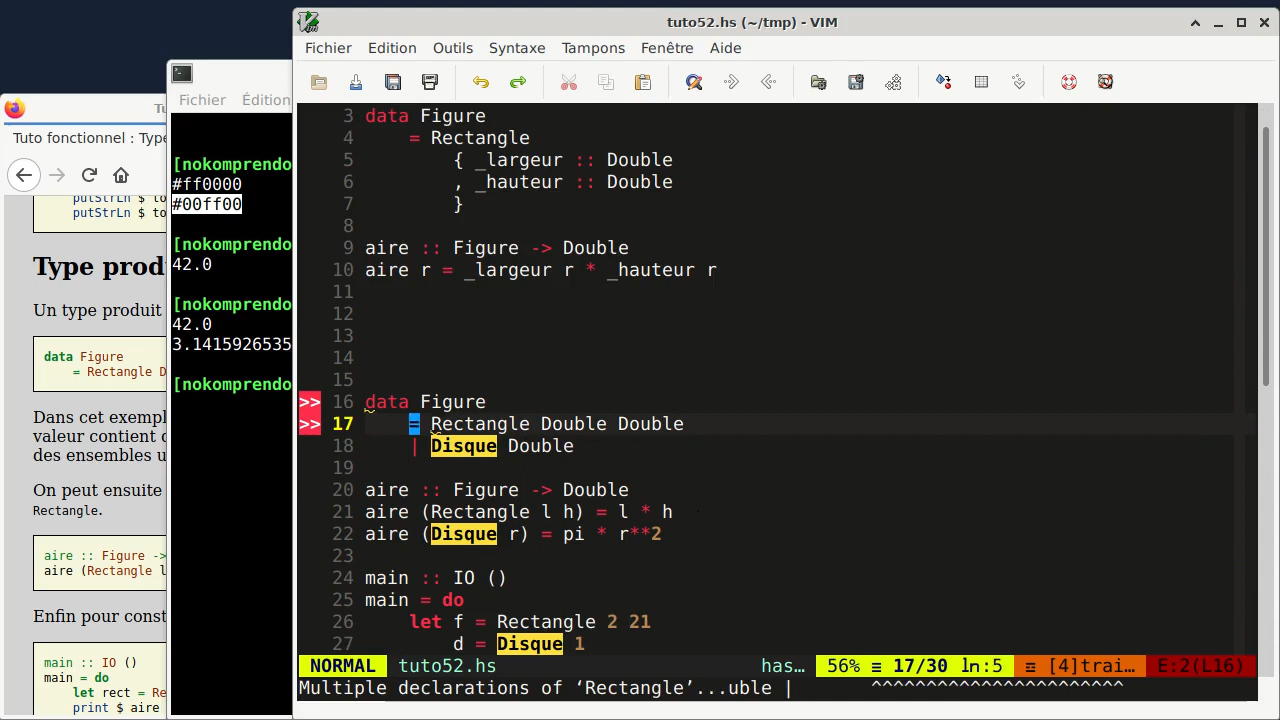 tuto52.hs (~/tmp) - VIM
Fichier Edition Outils Syntaxe Tampons Fenêtre Aide
3 data Figure
4 = Rectangle
5 { _largeur :: Double
6 , _hauteur :: Double
7 }
8
9 aire :: Figure -> Double
10 aire r = _largeur r * _hauteur r
11
12
13
14
15
>> 16 data Figure
>> 17 = Rectangle Double Double
18 | Disque Double
19
20 aire :: Figure -> Double
21 aire (Rectangle l h) = l * h
22 aire (Disque r) = pi * r**2
23
24 main :: IO ()
25 main = do
26 let f = Rectangle 2 21
27 d = Disque 1
NORMAL tuto52.hs has… 56% ≡ 17/30 ln:5 ☲ [4]trai… E:2(L16)
Multiple declarations of ‘Rectangle’...uble | ^^^^^^^^^^^^^^^^^^^^^^^
Fichier Édition
[nokomprendo
#ff0000
#00ff00
[nokomprendo
42.0
[nokomprendo
42.0
3.1415926535
[nokomprendo
Tuto fonctionnel : Type
putStrLn $ to
putStrLn $ to
Type prod
Un type produit
data Figure
= Rectangle D
Dans cet exempl
valeur contient d
des ensembles u
On peut ensuite
Rectangle.
aire :: Figure ->
aire (Rectangle l
Enfin pour const
main :: IO ()
main = do
let rect = Re
print $ aire